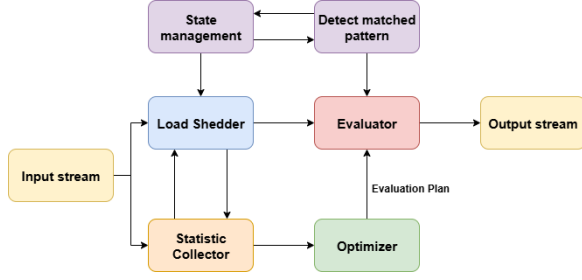 State
management
Detect matched
pattern
Load Shedder
Evaluator
Output stream
Input stream
Evaluation Plan
Statistic
Collector
Optimizer